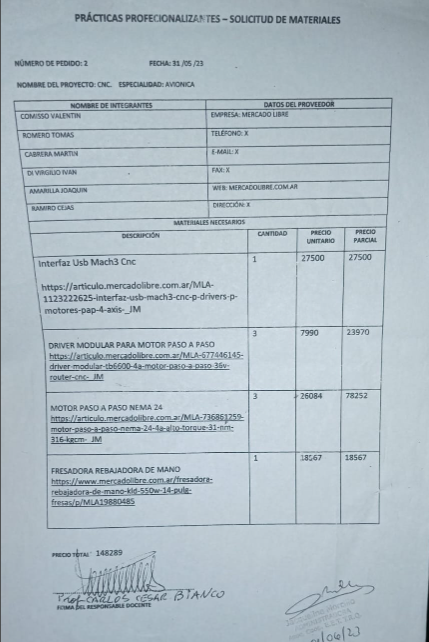 PRÁCTICAS PROFECIONALIZANTES – SOLICITUD DE MATERIALES
NÚMERO DE PEDIDO: 2 FECHA: 31 /05 /23
NOMBRE DEL PROYECTO: CNC. ESPECIALIDAD: AVIONICA
NOMBRE DE INTEGRANTES DATOS DEL PROVEEDOR
COMISSO VALENTIN EMPRESA: MERCADO LIBRE
ROMERO TOMAS TELÉFONO: X
CABRERA MARTIN E-MAIL: X
DI VIRGILIO IVAN FAX: X
AMARILLA JOAQUIN WEB: MERCADOLIBRE.COM.AR
RAMIRO CEJAS DIRECCIÓN: X
MATERIALES NECESARIOS
DESCRIPCIÓN CANTIDAD PRECIO UNITARIO PRECIO PARCIAL
Interfaz Usb Mach3 Cnc 1 27500 27500
https://articulo.mercadolibre.com.ar/MLA-
1123222625-interfaz-usb-mach3-cnc-p-drivers-p-
motores-pap-4-axis-_JM
DRIVER MODULAR PARA MOTOR PASO A PASO 3 7990 23970
https://articulo.mercadolibre.com.ar/MLA-677446145-
driver-modular-tb6600-4a-motor-paso-a-paso-36v-
router-cnc-_JM
MOTOR PASO A PASO NEMA 24 3 26084 78252
https://articulo.mercadolibre.com.ar/MLA-736861259-
motor-paso-a-paso-nema-24-4a-alto-torque-31-nm-
316-kgcm-_JM
FRESADORA REBAJADORA DE MANO 1 18567 18567
https://www.mercadolibre.com.ar/fresadora-
rebajadora-de-mano-kld-550w-14-pulg-
fresas/p/MLA19880485
PRECIO TOTAL: 148289
Prof CARLOS CESAR BIANCO
FIRMA DEL RESPONSABLE DOCENTE
/06/23